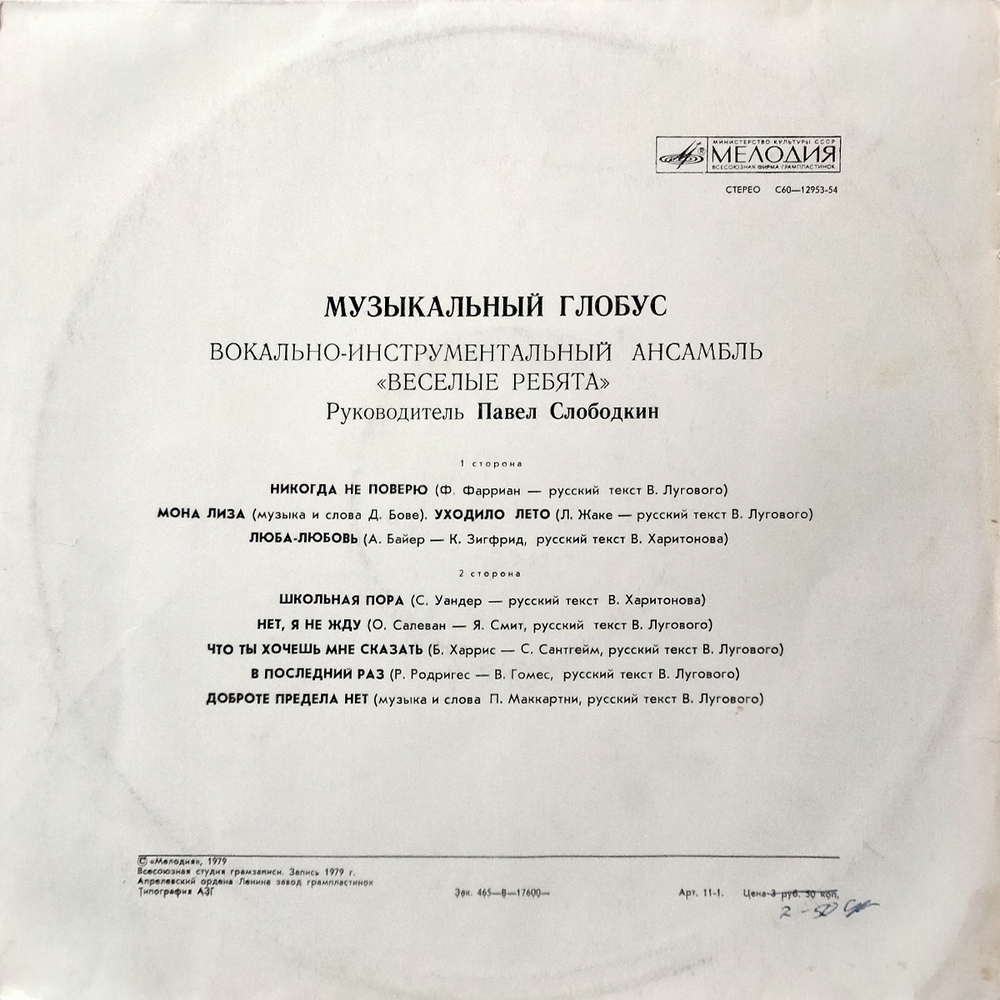 МИНИСТЕРСТВО КУЛЬТУРЫ СССР
МЕЛОДИЯ
ВСЕСОЮЗНАЯ ФИРМА ГРАМПЛАСТИНОК
СТЕРЕО С60—12953-54
МУЗЫКАЛЬНЫЙ ГЛОБУС
ВОКАЛЬНО-ИНСТРУМЕНТАЛЬНЫЙ АНСАМБЛЬ
«ВЕСЕЛЫЕ РЕБЯТА»
Руководитель Павел Слободкин
1 сторона
НИКОГДА НЕ ПОВЕРЮ (Ф. Фарриан — русский текст В. Лугового)
МОНА ЛИЗА (музыка и слова Д. Бове). УХОДИЛО ЛЕТО (Л. Жаке — русский текст В. Лугового)
ЛЮБА-ЛЮБОВЬ (А. Байер — К. Зигфрид, русский текст В. Харитонова)
2 сторона
ШКОЛЬНАЯ ПОРА (С. Уандер — русский текст В. Харитонова)
НЕТ, Я НЕ ЖДУ (О. Салеван — Я. Смит, русский текст В. Лугового)
ЧТО ТЫ ХОЧЕШЬ МНЕ СКАЗАТЬ (Б. Харрис — С. Сантгейм, русский текст В. Лугового)
В ПОСЛЕДНИЙ РАЗ (Р. Родригес — В. Гомес, русский текст В. Лугового)
ДОБРОТЕ ПРЕДЕЛА НЕТ (музыка и слова П. Маккартни, русский текст В. Лугового)
© «Мелодия», 1979
Всесоюзная студия грамзаписи. Запись 1979 г.
Апрелевский ордена Ленина завод грампластинок
Типография АЗГ Зак. 465—В—17600— Арт. 11-1. Цена 3 руб. 50 коп.
2-50